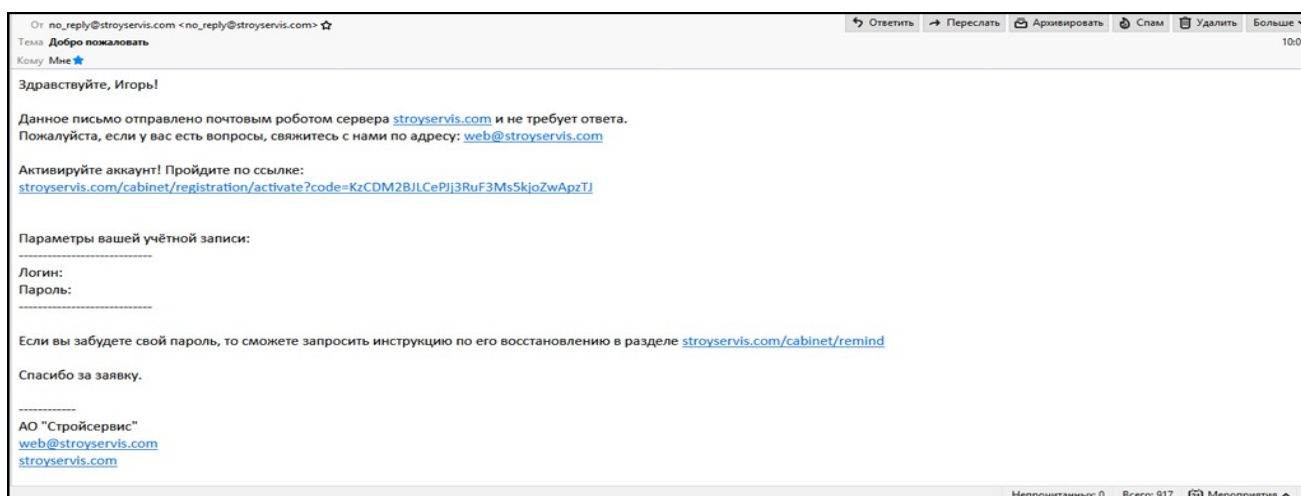 От no_reply@stroyservis.com <no_reply@stroyservis.com>
Ответить Переслать Архивировать Спам Удалить Больше
Тема Добро пожаловать
10:0
Кому Мне
Здравствуйте, Игорь!
Данное письмо отправлено почтовым роботом сервера stroyservis.com и не требует ответа.
Пожалуйста, если у вас есть вопросы, свяжитесь с нами по адресу: web@stroyservis.com
Активируйте аккаунт! Пройдите по ссылке:
stroyservis.com/cabinet/registration/activate?code=KzCDM2BJLCePJj3RuF3Ms5kjoZwApzTJ
Параметры вашей учётной записи:
----------------------------
Логин:
Пароль:
----------------------------
Если вы забудете свой пароль, то сможете запросить инструкцию по его восстановлению в разделе stroyservis.com/cabinet/remind
Спасибо за заявку.
------------
АО "Стройсервис"
web@stroyservis.com
stroyservis.com
Непрочитанных: 0 Всего: 917 Мероприятия